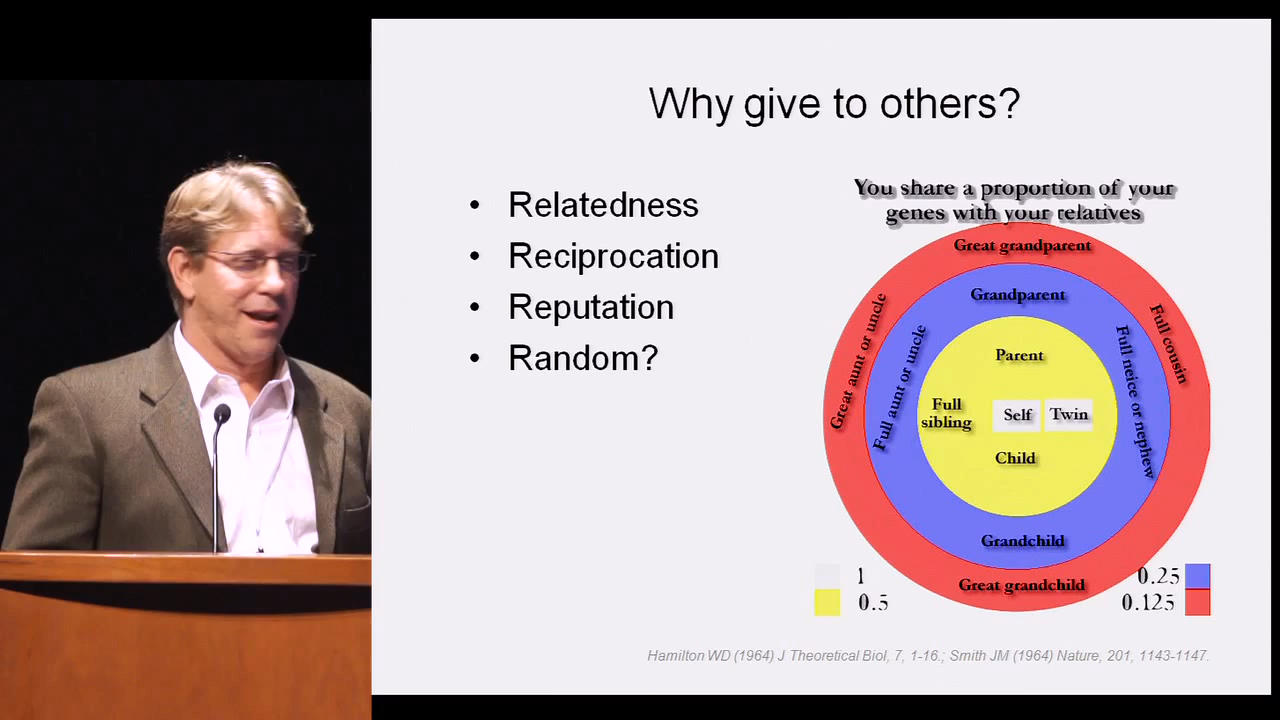 Why give to others?
• Relatedness
• Reciprocation
• Reputation
• Random?
You share a proportion of your
genes with your relatives
Great grandparent
Grandparent
Great aunt or uncle
Full aunt or uncle
Full neice or nephew
Full cousin
Parent
Full
sibling
Self
Twin
Child
Grandchild
Great grandchild
1
0.5
0.25
0.125
Hamilton WD (1964) J Theoretical Biol, 7, 1-16.; Smith JM (1964) Nature, 201, 1143-1147.